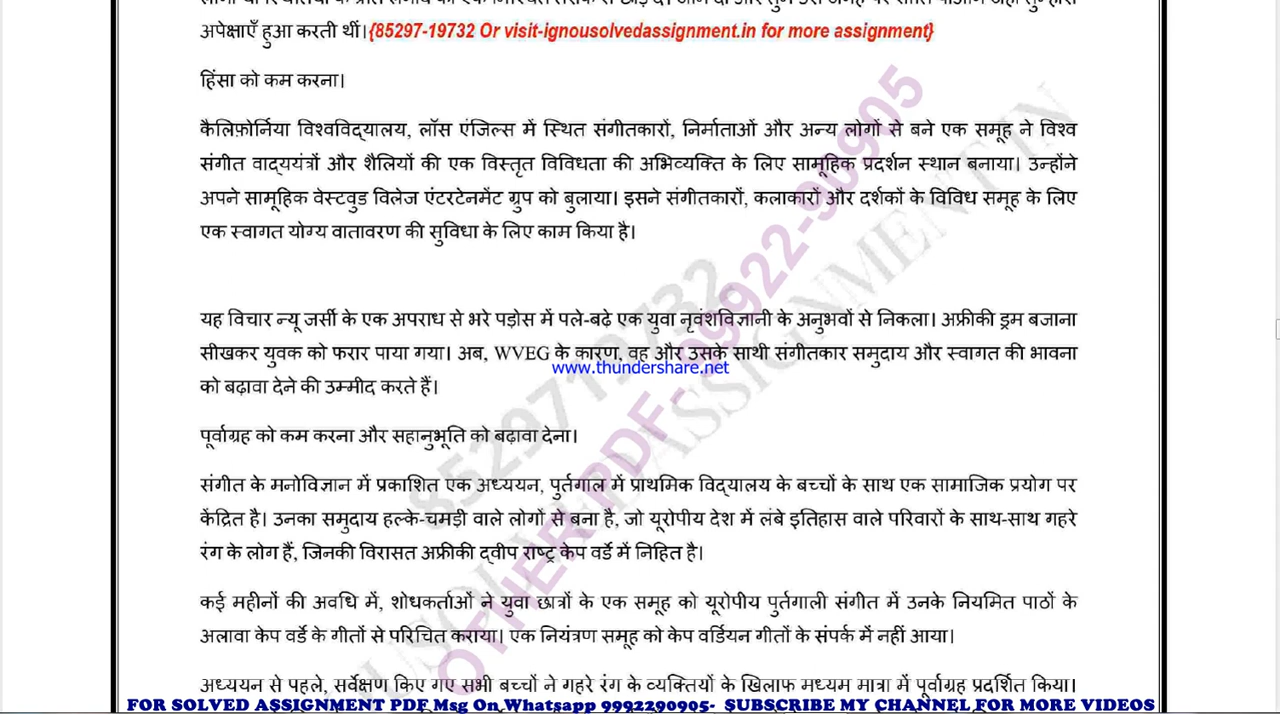 अपेक्षाएँ हुआ करती थीं।{85297-19732 Or visit-ignousolvedassignment.in for more assignment}
हिंसा को कम करना।
कैलिफ़ोर्निया विश्वविद्यालय, लॉस एंजिल्स में स्थित संगीतकारों, निर्माताओं और अन्य लोगों से बने एक समूह ने विश्व
संगीत वाद्ययंत्रों और शैलियों की एक विस्तृत विविधता की अभिव्यक्ति के लिए सामूहिक प्रदर्शन स्थान बनाया। उन्होंने
अपने सामूहिक वेस्टवुड विलेज एंटरटेनमेंट ग्रुप को बुलाया। इसने संगीतकारों, कलाकारों और दर्शकों के विविध समूह के लिए
एक स्वागत योग्य वातावरण की सुविधा के लिए काम किया है।
यह विचार न्यू जर्सी के एक अपराध से भरे पड़ोस में पले-बढ़े एक युवा नृवंशविज्ञानी के अनुभवों से निकला। अफ्रीकी ड्रम बजाना
सीखकर युवक को फरार पाया गया। अब, WVEG के कारण, वह और उसके साथी संगीतकार समुदाय और स्वागत की भावना
www.thundershare.net
को बढ़ावा देने की उम्मीद करते हैं।
पूर्वाग्रह को कम करना और सहानुभूति को बढ़ावा देना।
संगीत के मनोविज्ञान में प्रकाशित एक अध्ययन, पुर्तगाल में प्राथमिक विद्यालय के बच्चों के साथ एक सामाजिक प्रयोग पर
केंद्रित है। उनका समुदाय हल्के-चमड़ी वाले लोगों से बना है, जो यूरोपीय देश में लंबे इतिहास वाले परिवारों के साथ-साथ गहरे
रंग के लोग हैं, जिनकी विरासत अफ्रीकी द्वीप राष्ट्र केप वर्डे में निहित है।
कई महीनों की अवधि में, शोधकर्ताओं ने युवा छात्रों के एक समूह को यूरोपीय पुर्तगाली संगीत में उनके नियमित पाठों के
अलावा केप वर्डे के गीतों से परिचित कराया। एक नियंत्रण समूह को केप वर्डियन गीतों के संपर्क में नहीं आया।
अध्ययन से पहले, सर्वेक्षण किए गए सभी बच्चों ने गहरे रंग के व्यक्तियों के खिलाफ मध्यम मात्रा में पूर्वाग्रह प्रदर्शित किया।
FOR SOLVED ASSIGNMENT PDF Msg On Whatsapp 9992290905- SUBSCRIBE MY CHANNEL FOR MORE VIDEOS
8529719732
OTHER PDF- 99922-90905